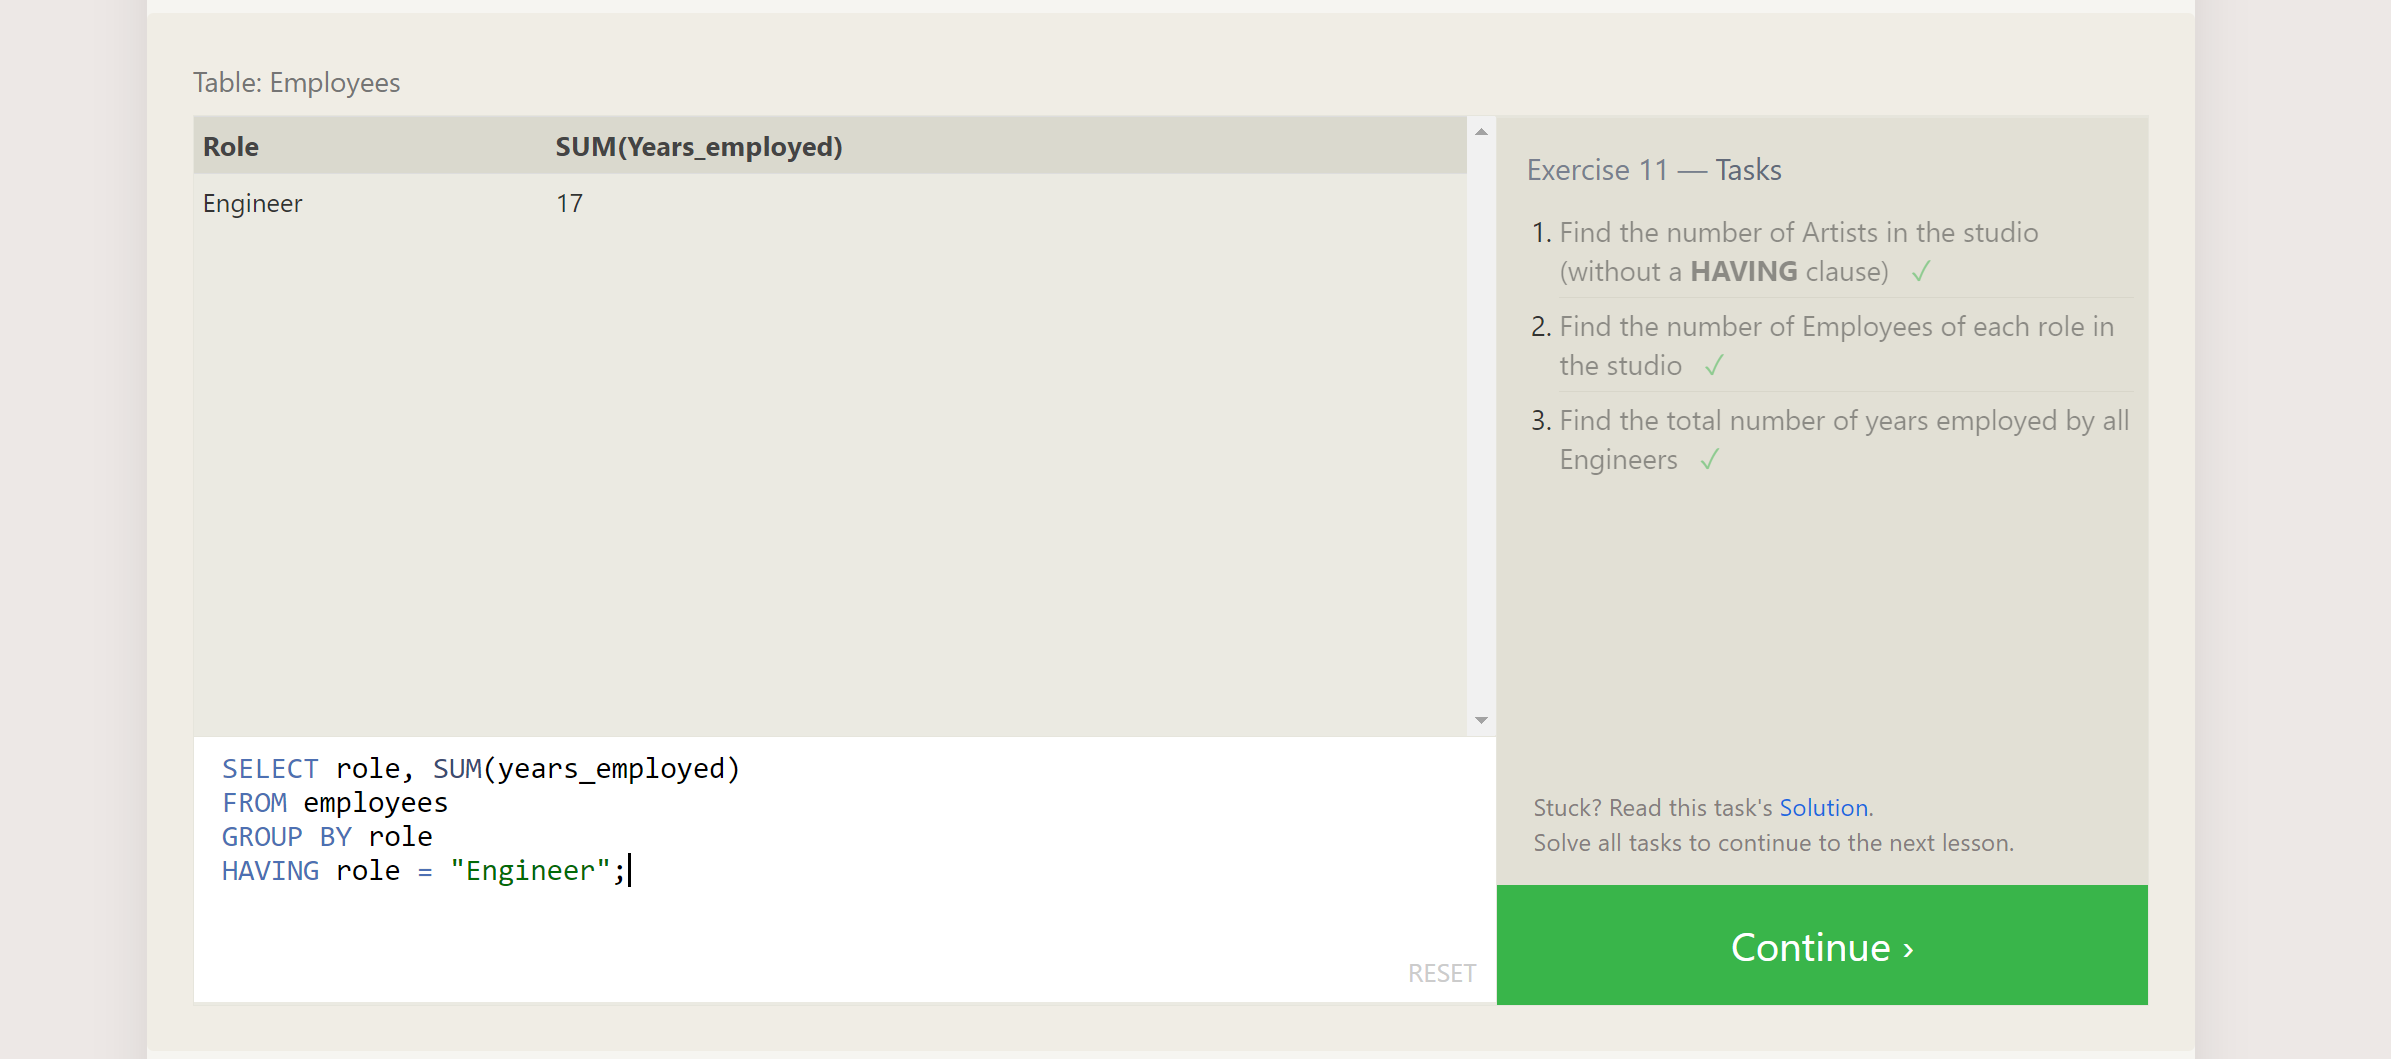 Table: Employees
Role SUM(Years_employed)
Engineer 17
SELECT role, SUM(years_employed)
FROM employees
GROUP BY role
HAVING role = "Engineer";
RESET
Exercise 11 — Tasks
1. Find the number of Artists in the studio
(without a HAVING clause) ✓
2. Find the number of Employees of each role in
the studio ✓
3. Find the total number of years employed by all
Engineers ✓
Stuck? Read this task's Solution.
Solve all tasks to continue to the next lesson.
Continue ›